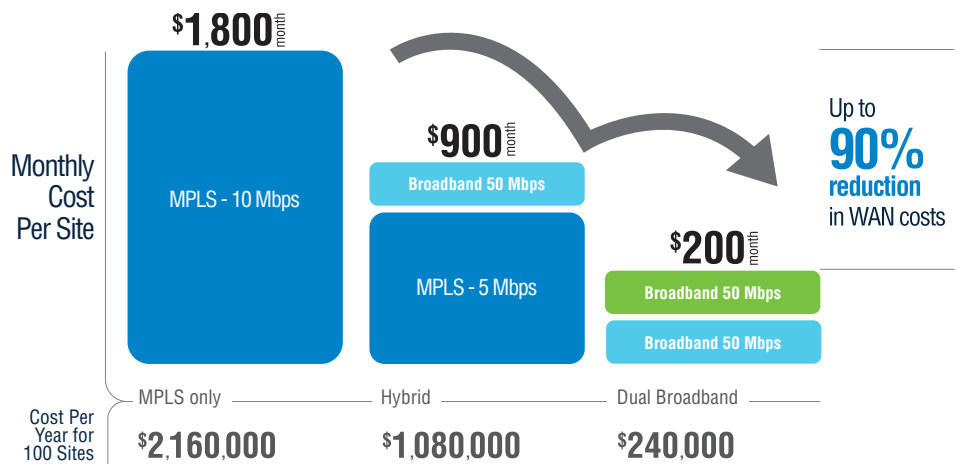 $1,800 month
$900 month
$200 month
Monthly
Cost
Per Site
MPLS - 10 Mbps
Broadband 50 Mbps
MPLS - 5 Mbps
Broadband 50 Mbps
Broadband 50 Mbps
Up to
90%
reduction
in WAN costs
MPLS only
Hybrid
Dual Broadband
Cost Per
Year for
100 Sites
$2,160,000
$1,080,000
$240,000